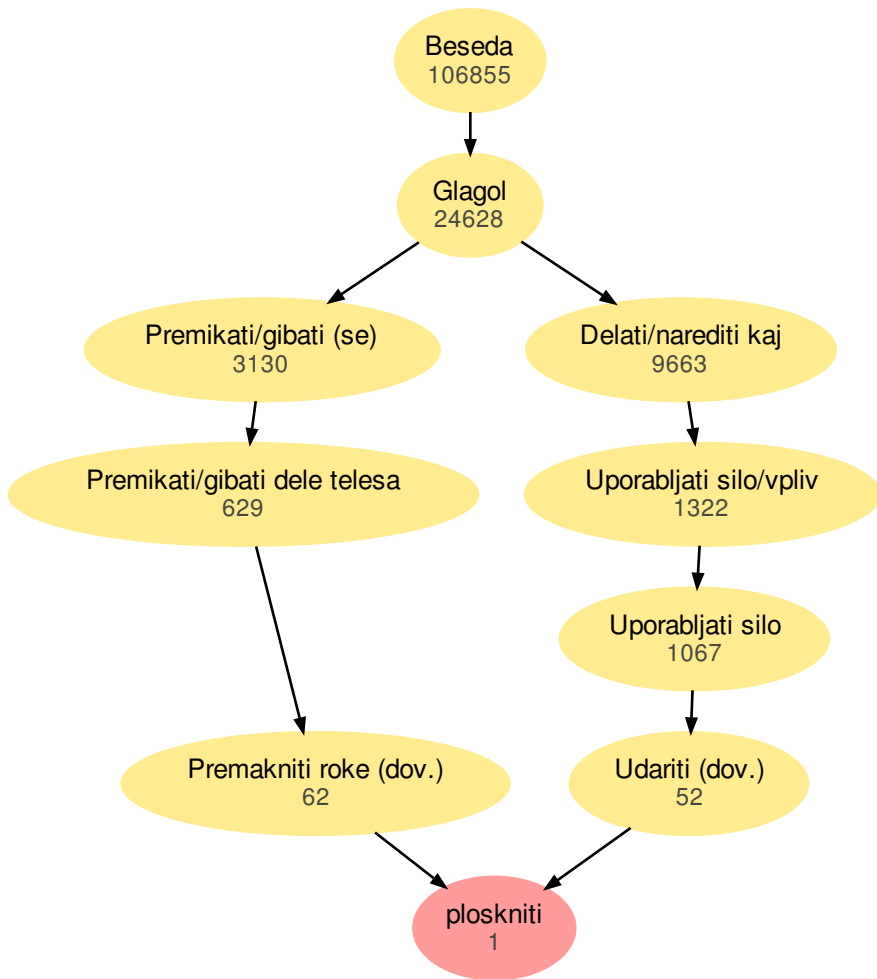 Beseda
106855
Glagol
24628
Premikati/gibati (se)
3130
Delati/narediti kaj
9663
Premikati/gibati dele telesa
629
Uporabljati silo/vpliv
1322
Uporabljati silo
1067
Premakniti roke (dov.)
62
Udariti (dov.)
52
ploskniti
1